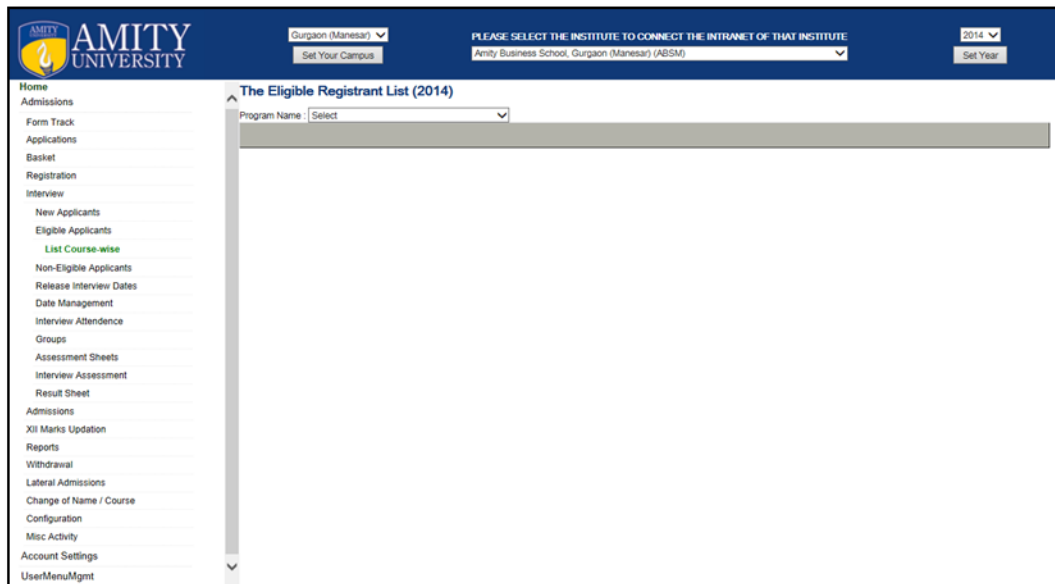 AMITY
AMITY
UNIVERSITY
Gurgaon (Manesar)
Set Your Campus
PLEASE SELECT THE INSTITUTE TO CONNECT THE INTRANET OF THAT INSTITUTE
Amity Business School, Gurgaon (Manesar) (ABSM)
2014
Set Year
Home
Admissions
Form Track
Applications
Basket
Registration
Interview
New Applicants
Eligible Applicants
List Course-wise
Non-Eligible Applicants
Release Interview Dates
Date Management
Interview Attendence
Groups
Assessment Sheets
Interview Assessment
Result Sheet
Admissions
XII Marks Updation
Reports
Withdrawal
Lateral Admissions
Change of Name / Course
Configuration
Misc Activity
Account Settings
UserMenuMgmt
The Eligible Registrant List (2014)
Program Name : Select